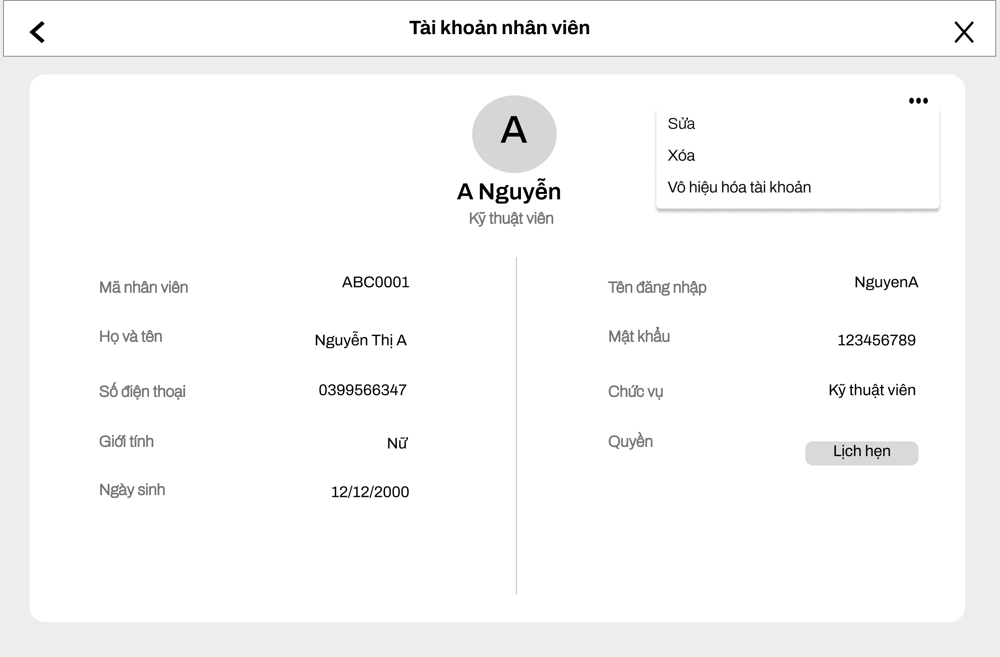 Tài khoản nhân viên
A
Sửa
Xóa
Vô hiệu hóa tài khoản
A Nguyễn
Kỹ thuật viên
Mã nhân viên ABC0001
Họ và tên Nguyễn Thị A
Số điện thoại 0399566347
Giới tính Nữ
Ngày sinh 12/12/2000
Tên đăng nhập NguyenA
Mật khẩu 123456789
Chức vụ Kỹ thuật viên
Quyền Lịch hẹn